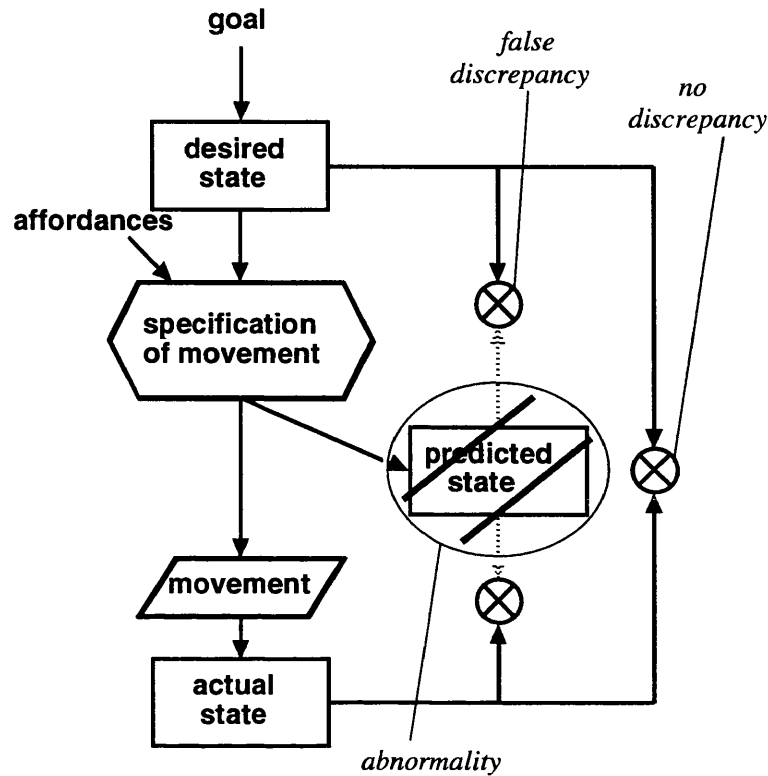 goal
false
discrepancy
no
discrepancy
desired
state
affordances
specification
of movement
predicted
state
movement
actual
state
abnormality